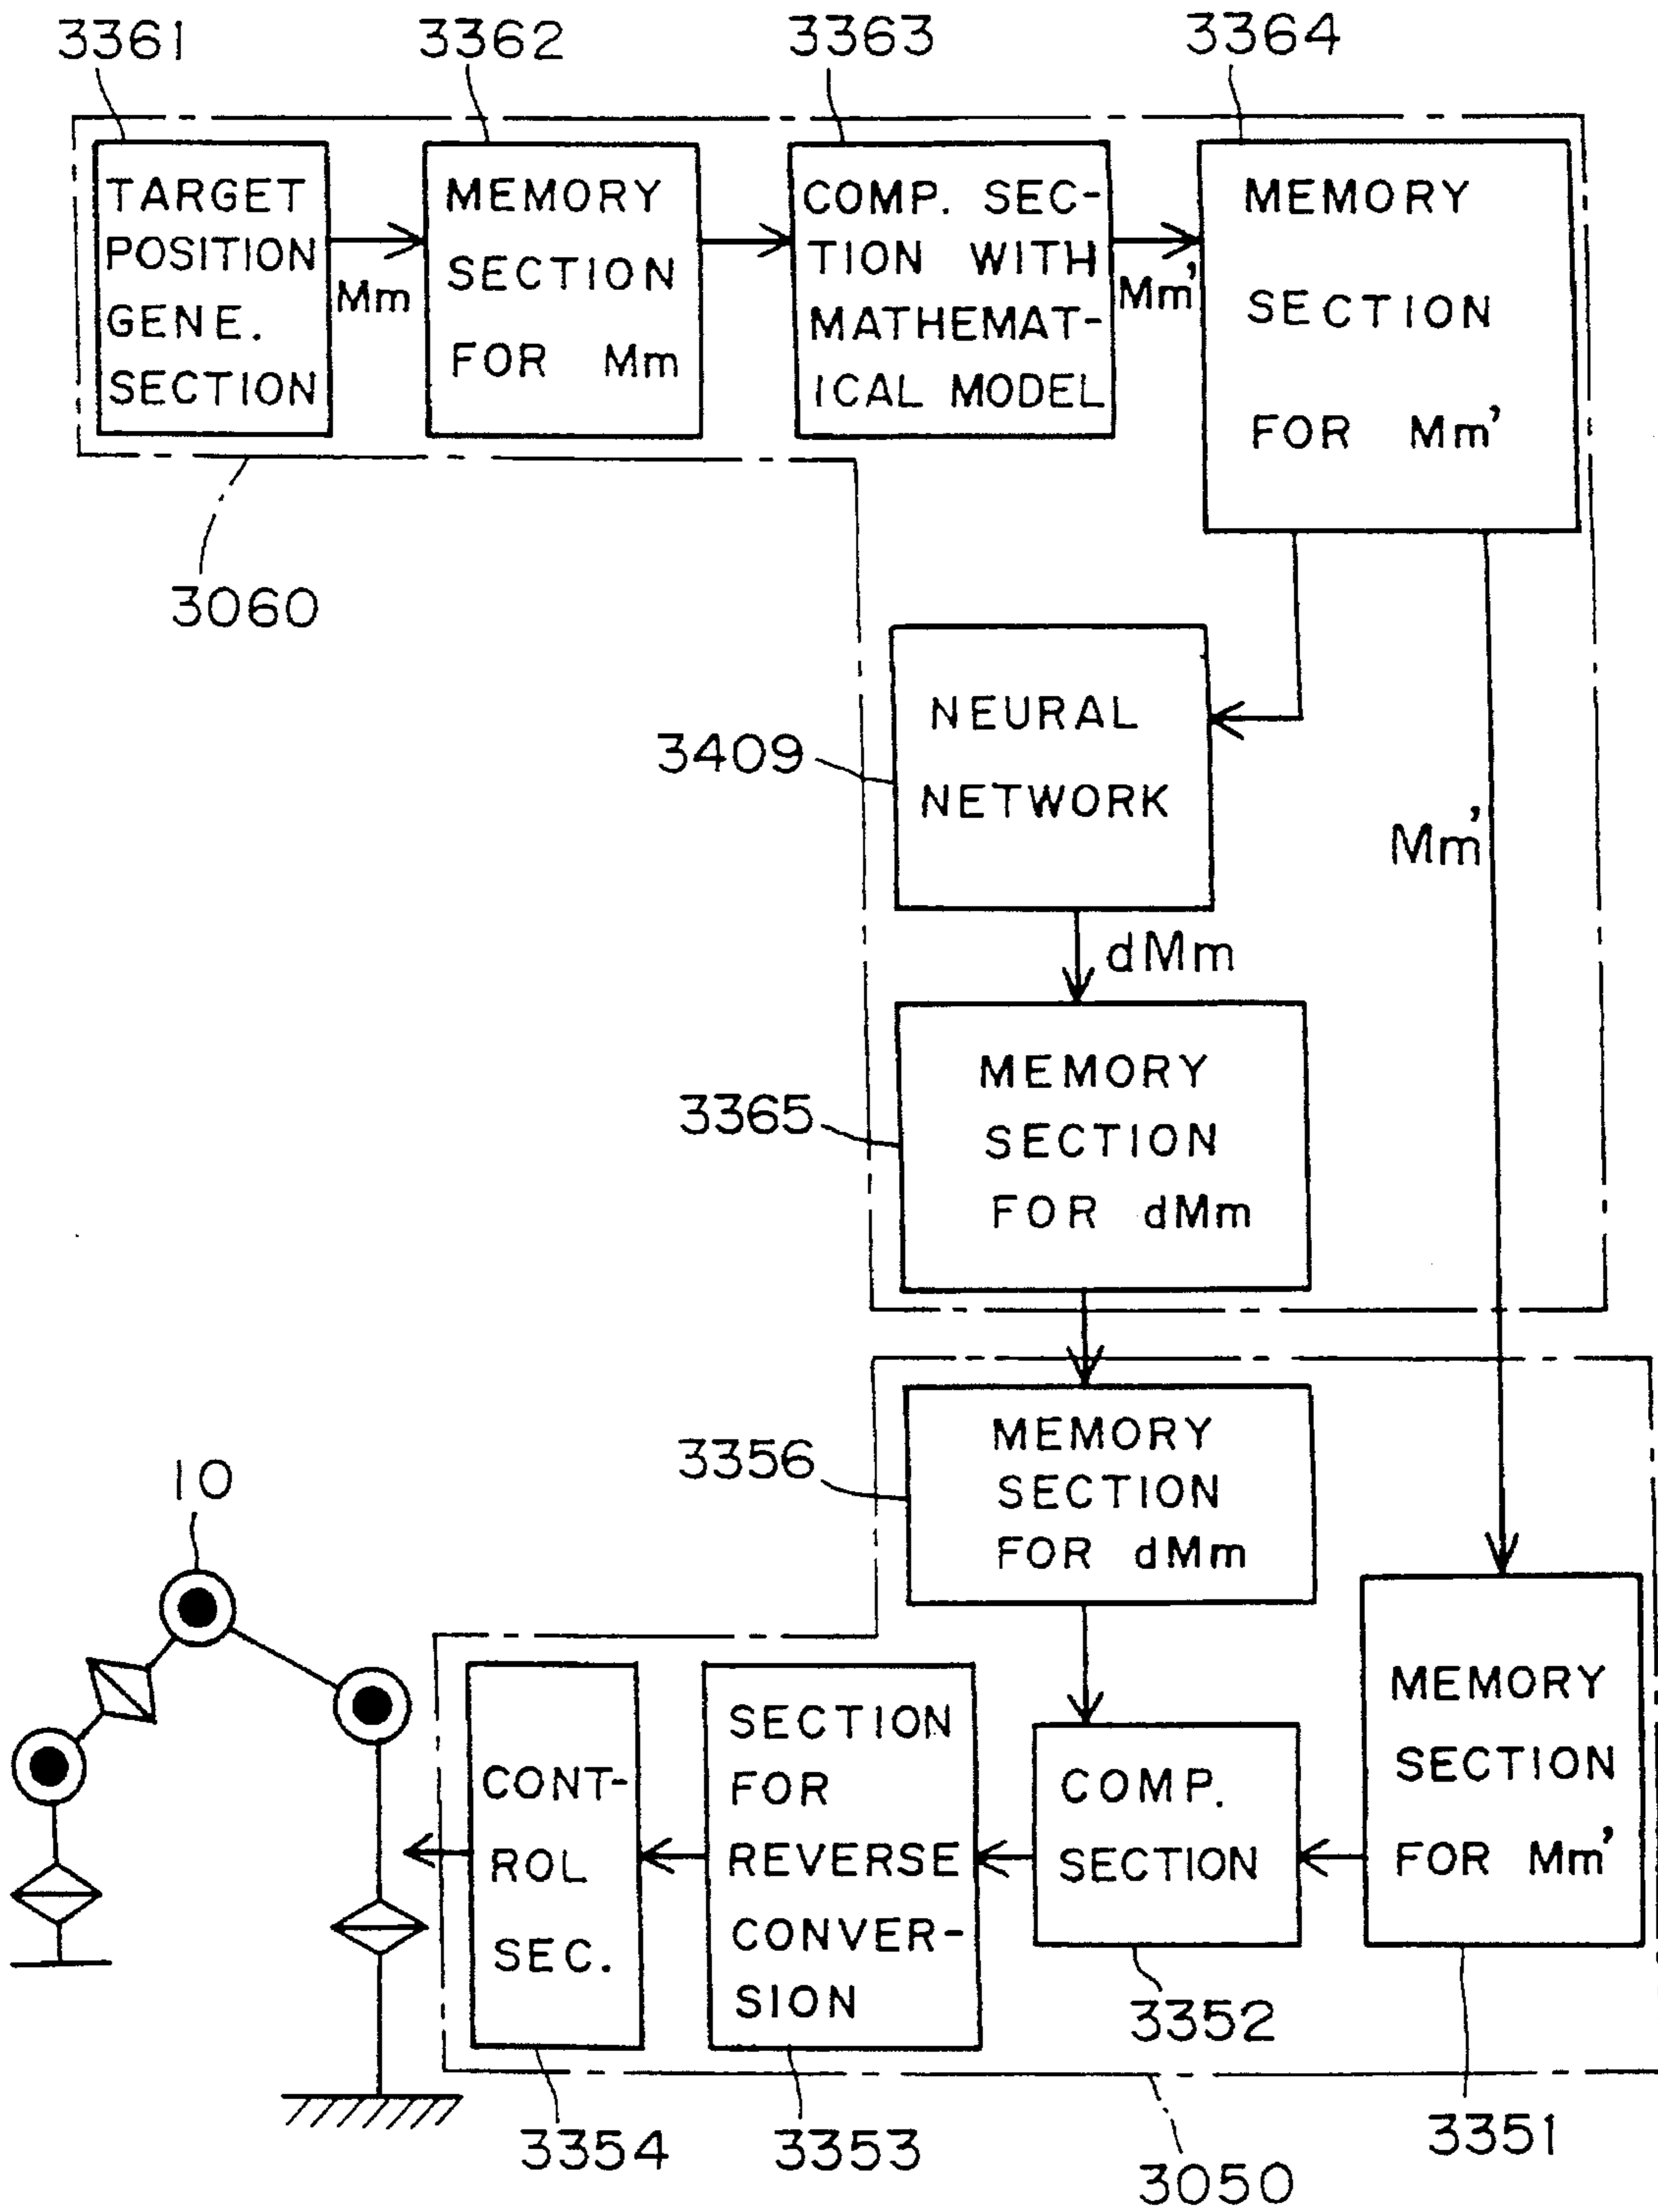 3361
3362
3363
3364
TARGET
POSITION
GENE.
SECTION
Mm
MEMORY
SECTION
FOR Mm
COMP. SEC-
TION WITH
MATHEMAT-
ICAL MODEL
Mm'
MEMORY
SECTION
FOR Mm'
3060
NEURAL
NETWORK
3409
Mm'
dMm
MEMORY
SECTION
FOR dMm
3365
MEMORY
SECTION
FOR dMm
3356
10
CONT-
ROL
SEC.
SECTION
FOR
REVERSE
CONVER-
SION
COMP.
SECTION
MEMORY
SECTION
FOR Mm'
3352
3354
3353
3351
3050